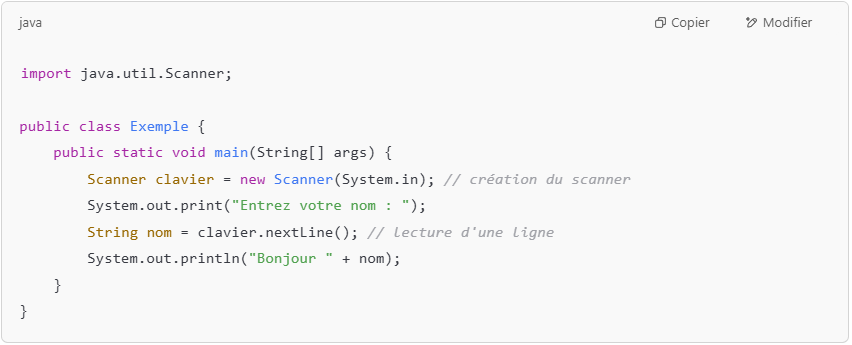 java
Copier
Modifier
import java.util.Scanner;
public class Exemple {
public static void main(String[] args) {
Scanner clavier = new Scanner(System.in); // création du scanner
System.out.print("Entrez votre nom : ");
String nom = clavier.nextLine(); // lecture d'une ligne
System.out.println("Bonjour " + nom);
}
}